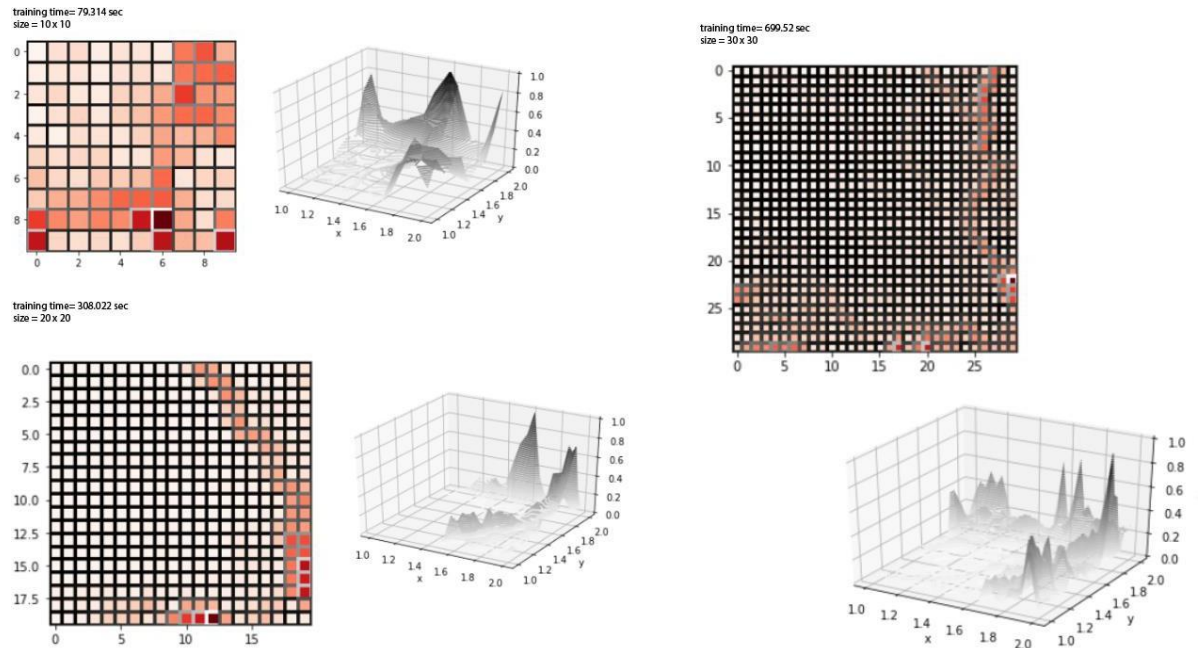 training time= 79.314 sec
size = 10 x 10
0
2
4
6
8
0 2 4 6 8
1.0
0.8
0.6
0.4
0.2
0.0
1.0 1.2 1.4 1.6 1.8 2.0
x
1.0 1.2 1.4 1.6 1.8 2.0
y
training time= 308.022 sec
size = 20 x 20
0.0
2.5
5.0
7.5
10.0
12.5
15.0
17.5
0 5 10 15
1.0
0.8
0.6
0.4
0.2
0.0
1.0 1.2 1.4 1.6 1.8 2.0
x
1.0 1.2 1.4 1.6 1.8 2.0
y
training time= 699.52 sec
size = 30 x 30
0
5
10
15
20
25
0 5 10 15 20 25
1.0
0.8
0.6
0.4
0.2
0.0
1.0 1.2 1.4 1.6 1.8 2.0
x
1.0 1.2 1.4 1.6 1.8 2.0
y